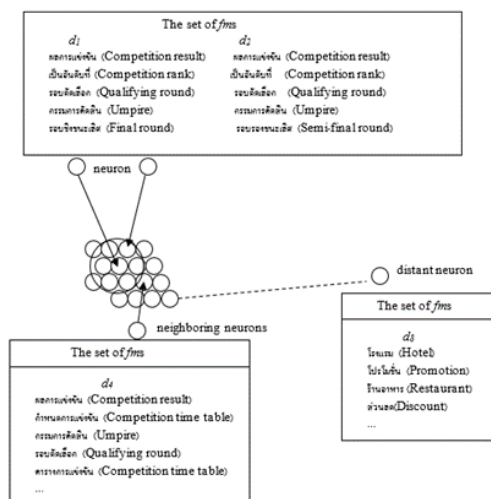 The set of fms
d1 d2
ผลการแข่งขัน (Competition result) ผลการแข่งขัน (Competition result)
เป็นอันดับที่ (Competition rank) เป็นอันดับที่ (Competition rank)
รอบคัดเลือก (Qualifying round) รอบคัดเลือก (Qualifying round)
กรรมการตัดสิน (Umpire) กรรมการตัดสิน (Umpire)
รอบชิงชนะเลิศ (Final round) รอบรองชนะเลิศ (Semi-final round)
neuron
distant neuron
neighboring neurons
The set of fms
d4
ผลการแข่งขัน (Competition result)
กำหนดการแข่งขัน (Competition time table)
กรรมการตัดสิน (Umpire)
รอบคัดเลือก (Qualifying round)
ตารางการแข่งขัน (Competition time table)
...
The set of fms
(Hotel)
โรงแรม
โปรโมชั่น (Promotion)
ร้านอาหาร (Restaurant)
ส่วนลด(Discount)
...